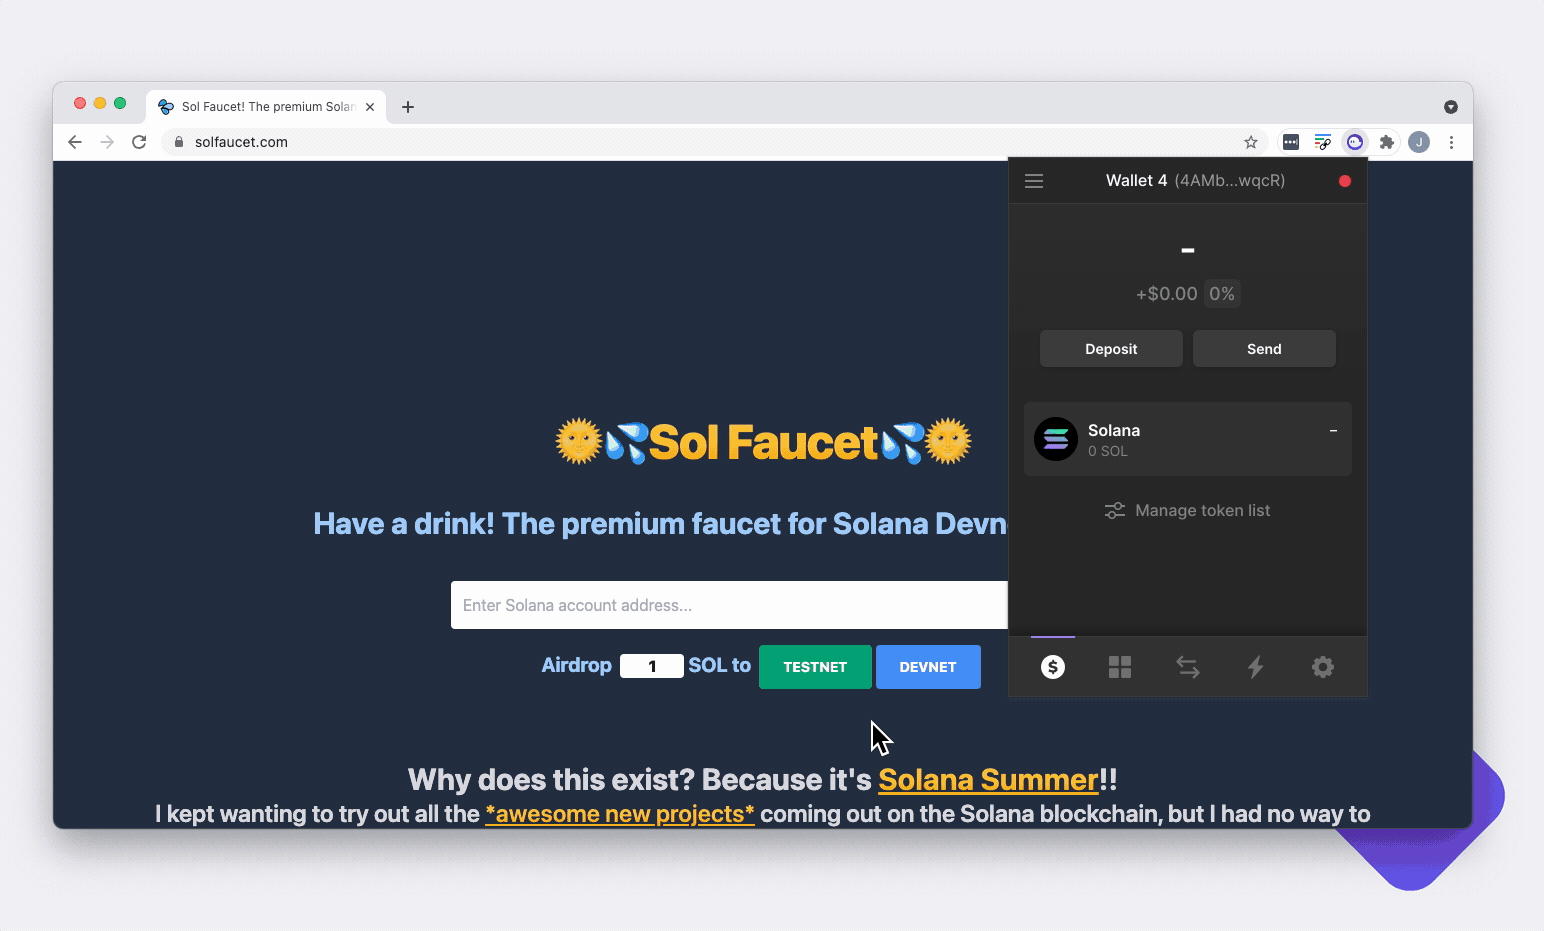 Sol Faucet! The premium Solan
solfaucet.com
J
Wallet 4 (4AMb...wqcR)
-
+$0.00 0%
Deposit Send
Solana –
0 SOL
Manage token list
🌞💦Sol Faucet💦🌞
Have a drink! The premium faucet for Solana Devn
Enter Solana account address...
Airdrop 1 SOL to TESTNET DEVNET
Why does this exist? Because it's Solana Summer!!
I kept wanting to try out all the *awesome new projects* coming out on the Solana blockchain, but I had no way to